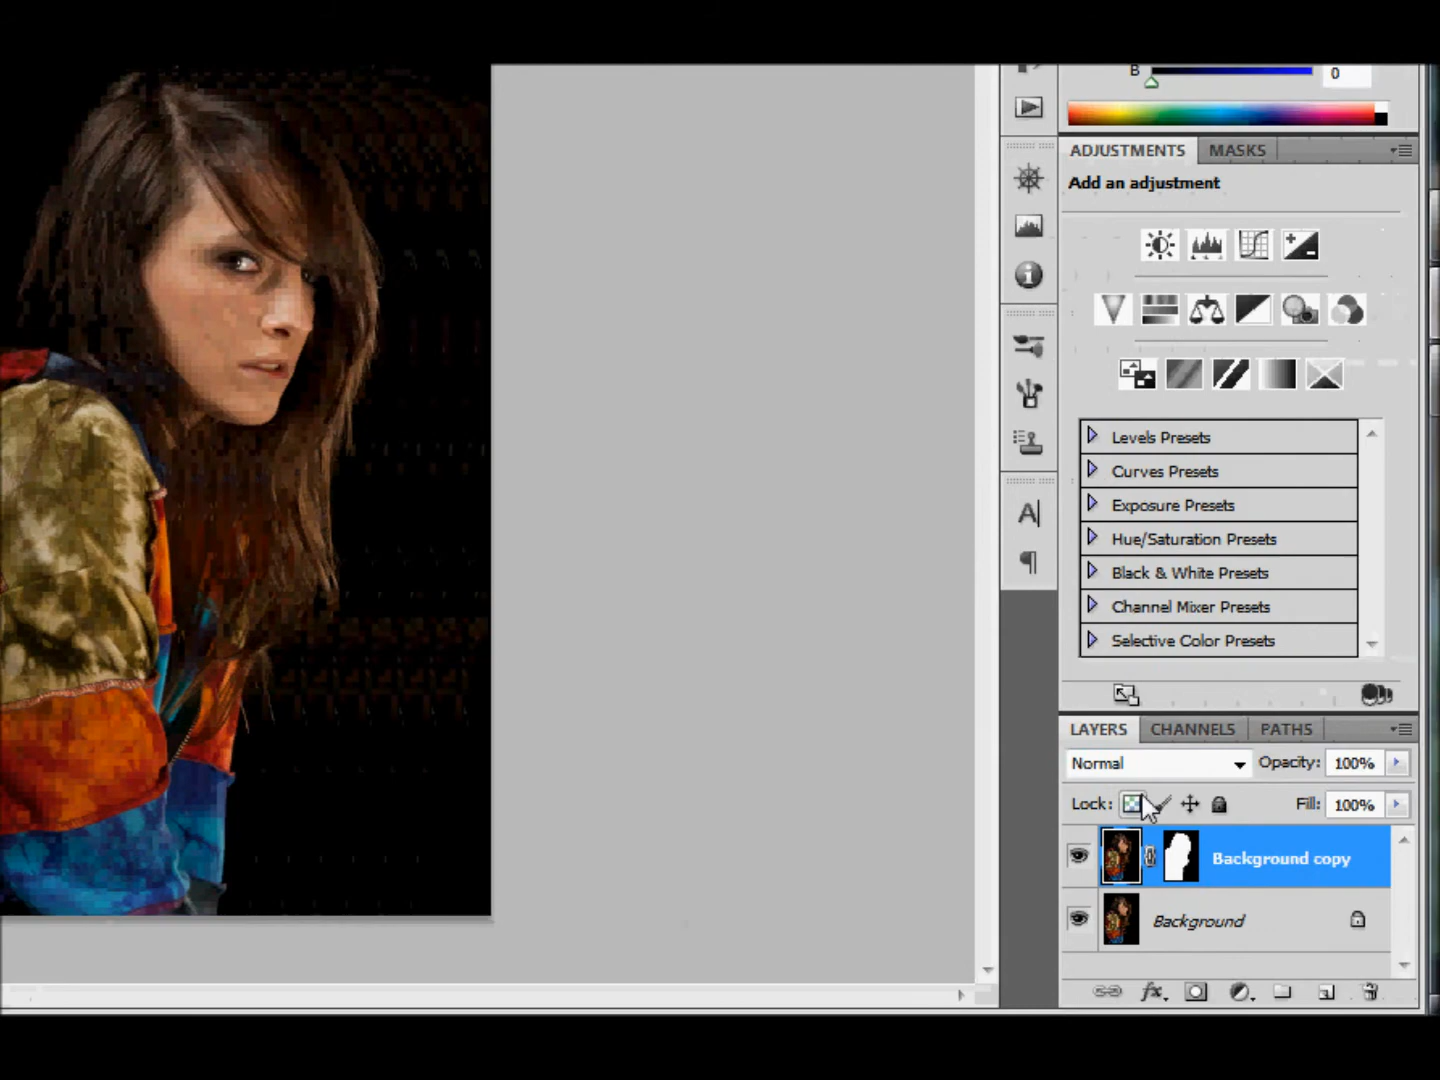 B 0
ADJUSTMENTS MASKS
Add an adjustment
Levels Presets
Curves Presets
Exposure Presets
Hue/Saturation Presets
Black & White Presets
Channel Mixer Presets
Selective Color Presets
LAYERS CHANNELS PATHS
Normal Opacity: 100%
Lock: Fill: 100%
Background copy
Background